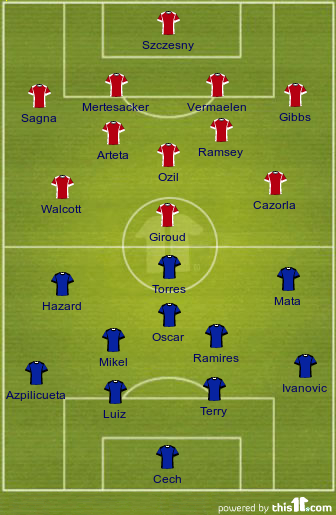 Szczesny
Mertesacker Vermaelen
Sagna Gibbs
Arteta Ramsey
Ozil
Walcott Cazorla
Giroud
Torres
Hazard Mata
Oscar
Mikel Ramires
Azpilicueta Ivanovic
Luiz Terry
Cech
powered by this11.com